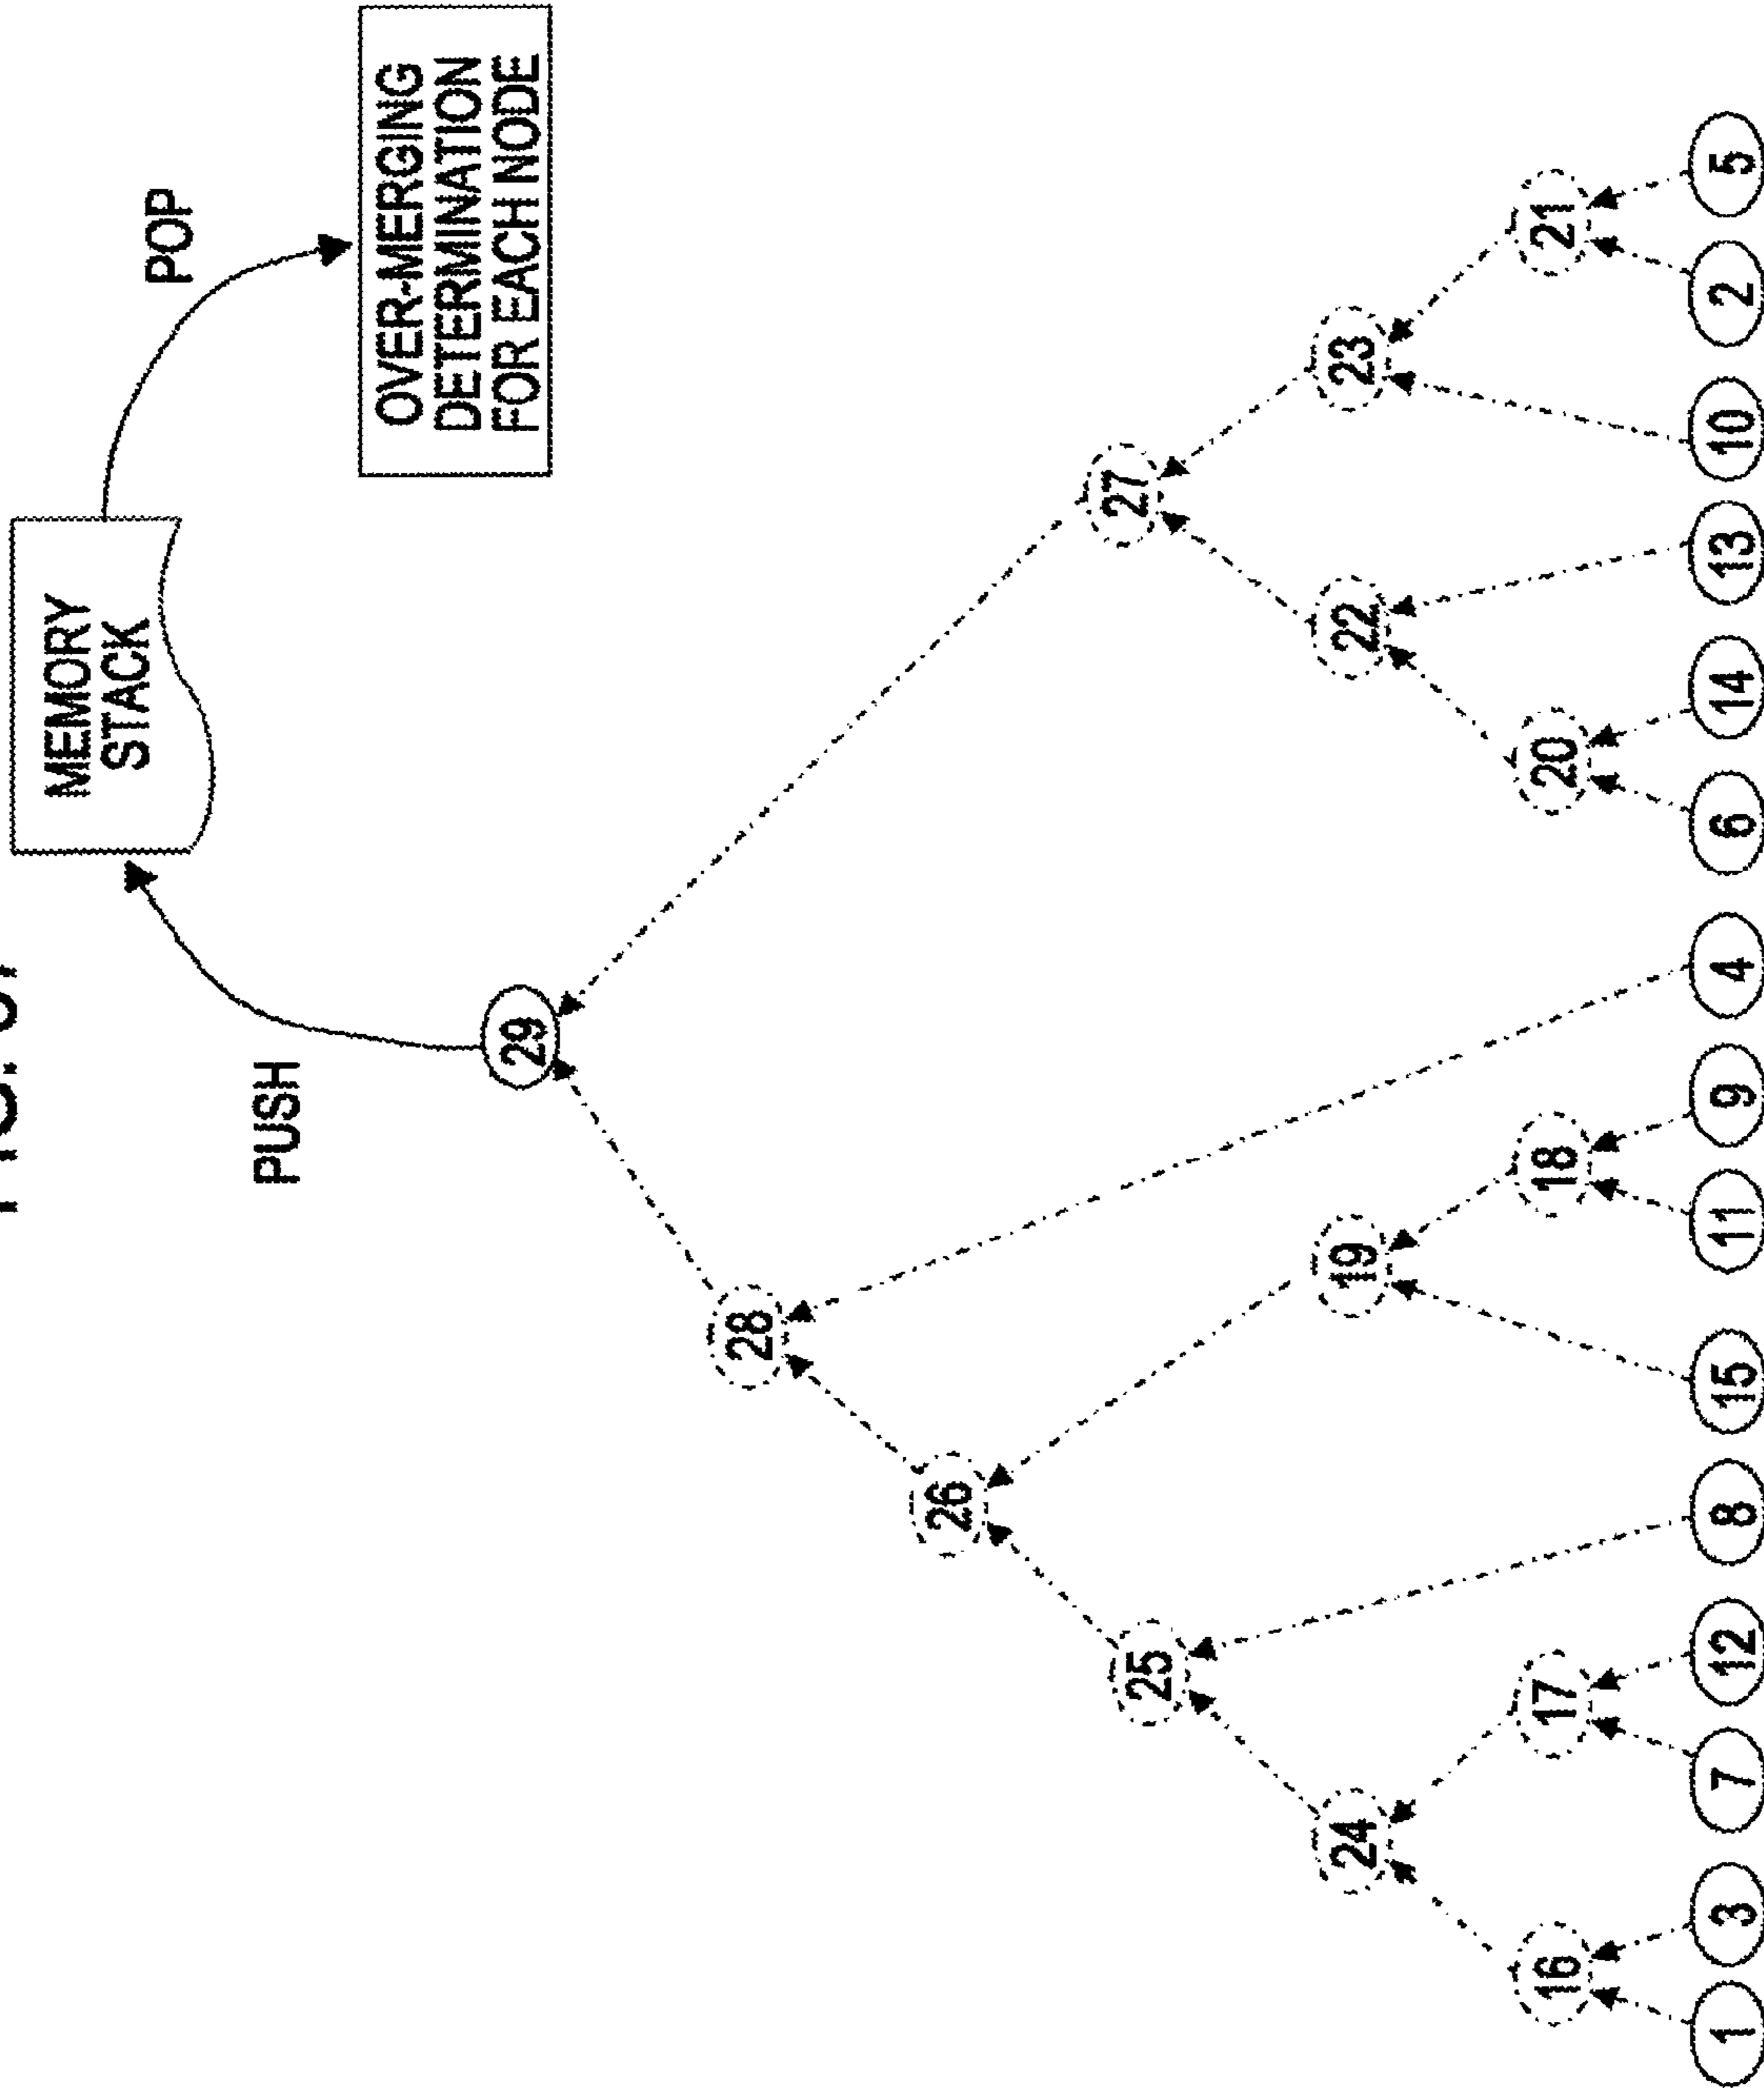 MEMORY
STACK
POP
PUSH
OVER-MERGING
DETERMINATION
FOR EACH NODE
29
28
26
27
25
24 19 22 23
16 17 18 20 21
1 3 7 12 8 15 11 9 4 6 14 13 10 2 5